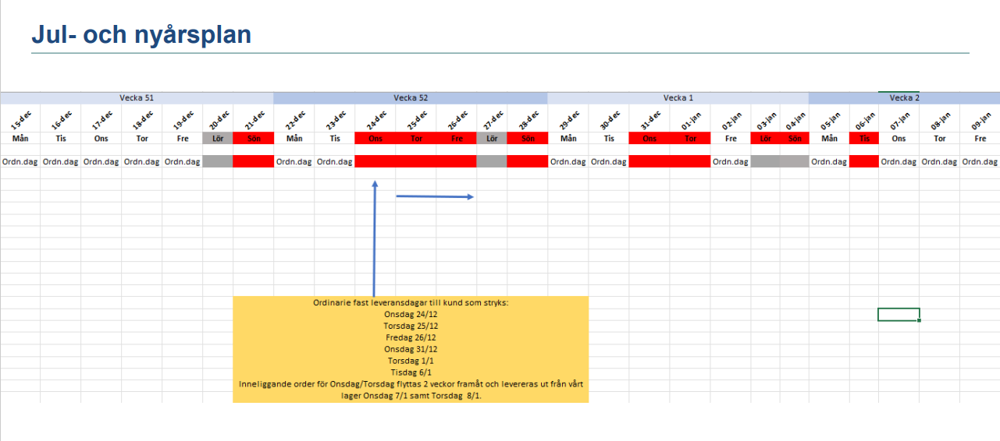 Jul- och nyårsplan
Vecka 51 Vecka 52 Vecka 1 Vecka 2
15-dec 16-dec 17-dec 18-dec 19-dec 20-dec 21-dec 22-dec 23-dec 24-dec 25-dec 26-dec 27-dec 28-dec 29-dec 30-dec 31-dec 01-jan 02-jan 03-jan 04-jan 05-jan 06-jan 07-jan 08-jan 09-jan
Mån Tis Ons Tor Fre Lör Sön Mån Tis Ons Tor Fre Lör Sön Mån Tis Ons Tor Fre Lör Sön Mån Tis Ons Tor Fre
Ordn.dag Ordn.dag Ordn.dag Ordn.dag Ordn.dag Ordn.dag Ordn.dag Ordn.dag Ordn.dag Ordn.dag Ordn.dag Ordn.dag Ordn.dag Ordn.dag
Ordinarie fast leveransdagar till kund som stryks:
Onsdag 24/12
Torsdag 25/12
Fredag 26/12
Onsdag 31/12
Torsdag 1/1
Tisdag 6/1
Inneliggande order för Onsdag/Torsdag flyttas 2 veckor framåt och levereras ut från vårt
lager Onsdag 7/1 samt Torsdag 8/1.